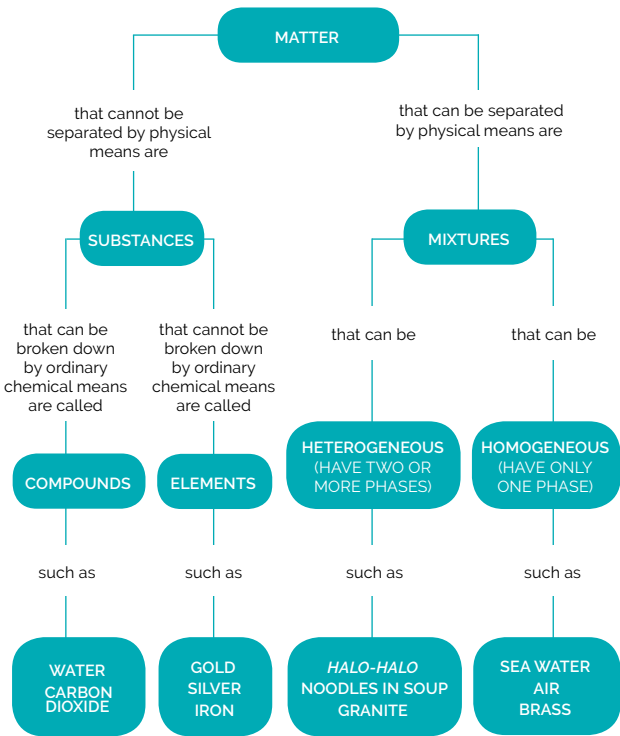 MATTER
that cannot be
separated by physical
means are
that can be separated
by physical means are
SUBSTANCES
MIXTURES
that can be
broken down
by ordinary
chemical means
are called
that cannot be
broken down
by ordinary
chemical means
are called
that can be
that can be
COMPOUNDS
ELEMENTS
HETEROGENEOUS
(HAVE TWO OR
MORE PHASES)
HOMOGENEOUS
(HAVE ONLY
ONE PHASE)
such as
such as
such as
such as
WATER
CARBON
DIOXIDE
GOLD
SILVER
IRON
HALO-HALO
NOODLES IN SOUP
GRANITE
SEA WATER
AIR
BRASS